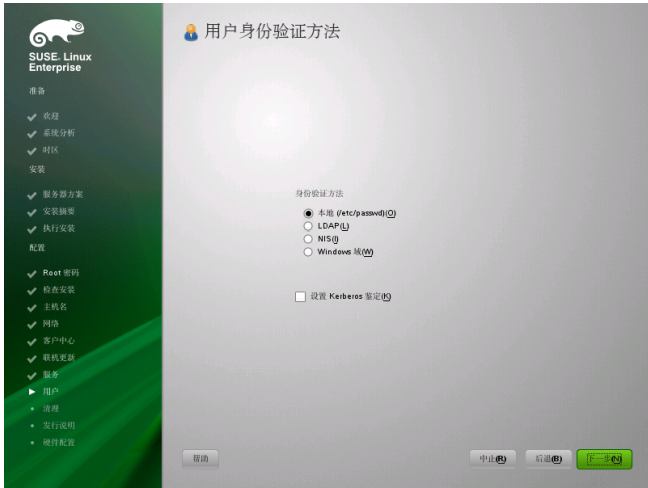 SUSE. Linux
Enterprise
准备
欢迎
系统分析
时区
安装
服务器方案
安装摘要
执行安装
配置
Root 密码
检查安装
主机名
网络
客户中心
联机更新
服务
用户
清理
发行说明
硬件配置
用户身份验证方法
身份验证方法
本地 (/etc/passwd)(O)
LDAP(L)
NIS(I)
Windows 域(W)
设置 Kerberos 鉴定(K)
帮助
中止(R)
后退(B)
下一步(N)